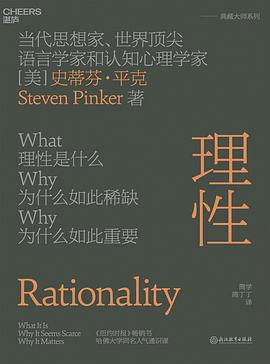 CHEERS
湛庐
典藏大师系列
当代思想家、世界顶尖
语言学家和认知心理学家
[美] 史蒂芬·平克
Steven Pinker 著
What
理性是什么
Why
为什么如此稀缺
Why
为什么如此重要
理性
简学
简丁丁
译
Rationality
What It Is
Why It Seems Scarce
Why It Matters
《纽约时报》畅销书
哈佛大学同名人气通识课
浙江教育出版社